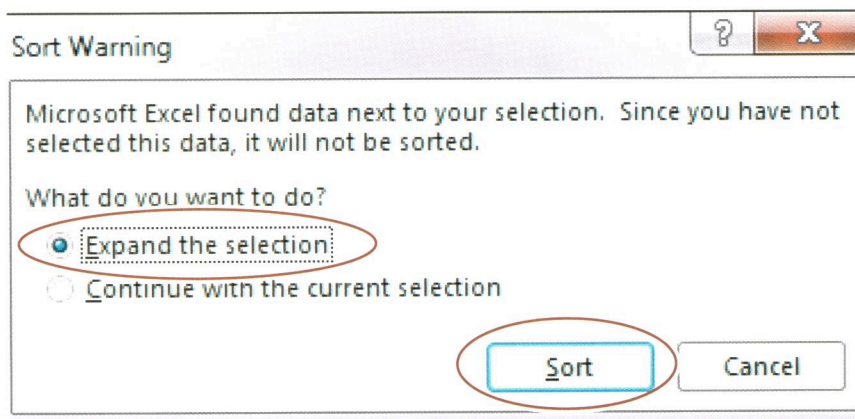 Sort Warning
Microsoft Excel found data next to your selection. Since you have not
selected this data, it will not be sorted.
What do you want to do?
Expand the selection
Continue with the current selection
Sort Cancel